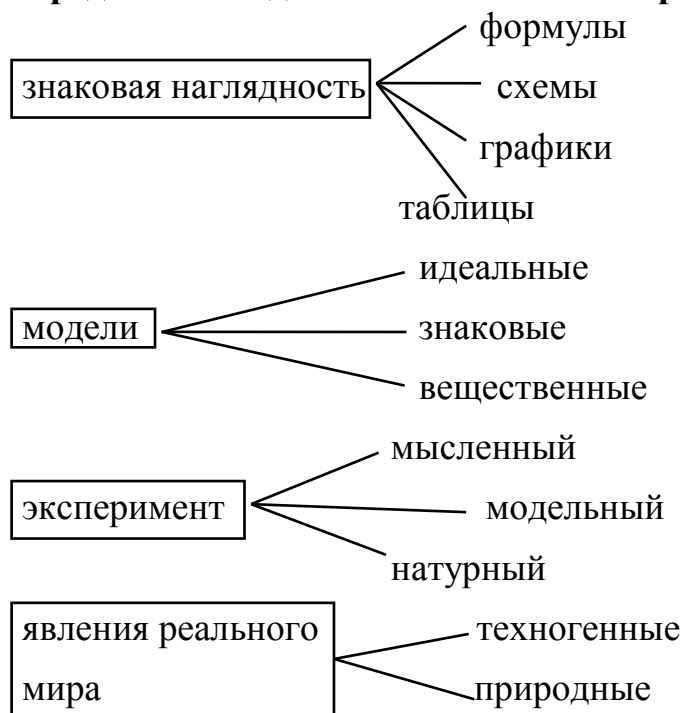 формулы
знаковая наглядность
схемы
графики
таблицы
идеальные
модели
знаковые
вещественные
мысленный
эксперимент
модельный
натурный
явления реального
мира
техногенные
природные